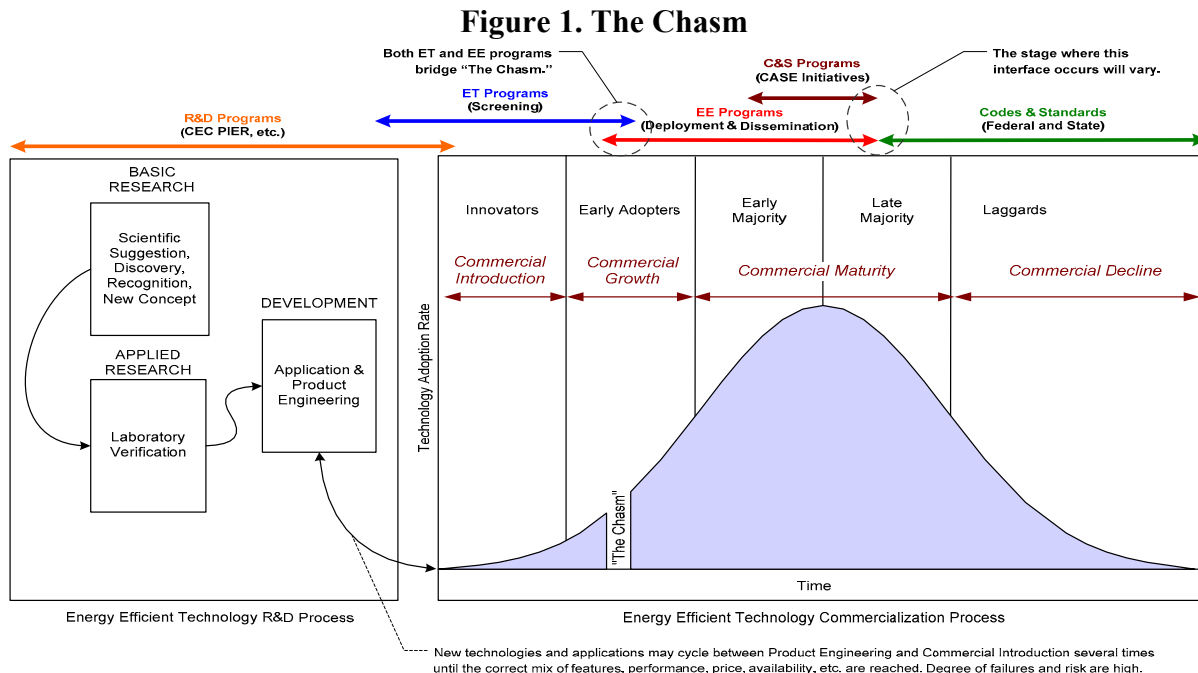 Figure 1. The Chasm
Both ET and EE programs
bridge “The Chasm.”
C&S Programs
(CASE Initiatives)
The stage where this
interface occurs will vary.
ET Programs
(Screening)
R&D Programs
(CEC PIER, etc.)
EE Programs
(Deployment & Dissemination)
Codes & Standards
(Federal and State)
BASIC
RESEARCH
Scientific
Suggestion,
Discovery,
Recognition,
New Concept
APPLIED
RESEARCH
Laboratory
Verification
DEVELOPMENT
Application &
Product
Engineering
Energy Efficient Technology R&D Process
Innovators
Early Adopters
Early
Majority
Late
Majority
Laggards
Commercial
Introduction
Commercial
Growth
Commercial Maturity
Commercial Decline
Technology Adoption Rate
"The Chasm"
Time
Energy Efficient Technology Commercialization Process
New technologies and applications may cycle between Product Engineering and Commercial Introduction several times
until the correct mix of features, performance, price, availability, etc. are reached. Degree of failures and risk are high.